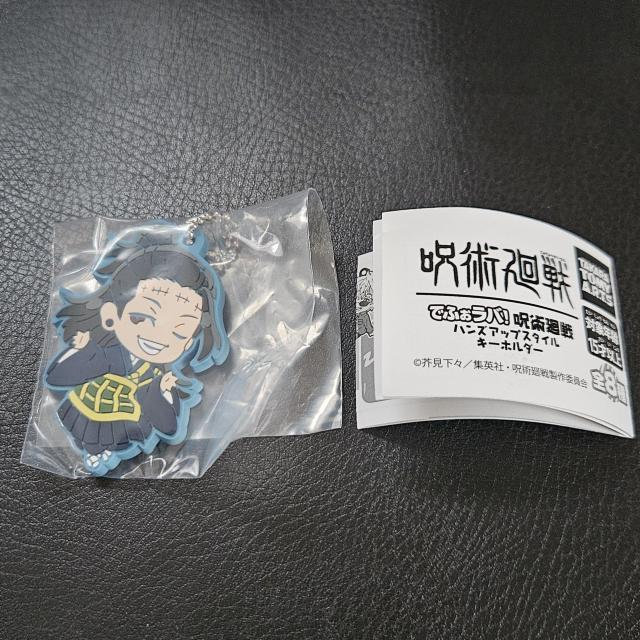 呪術廻戦
でふぉラバ!呪術廻戦
ハンズアップスタイル
キーホルダー
©芥見下々/集英社・呪術廻戦製作委員会
全8種